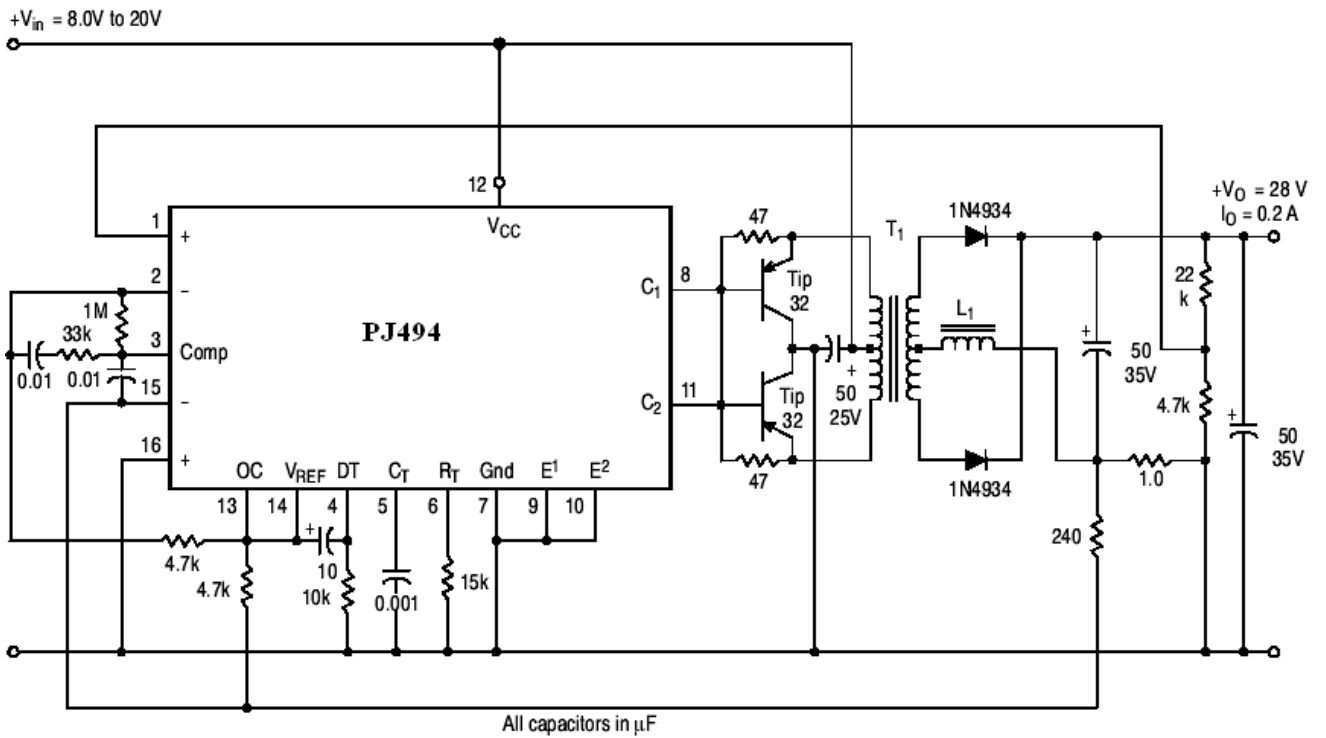 +Vin = 8.0V to 20V
12
VCC
1
+
2
−
1M
33k
3
Comp
0.01
0.01
15
−
16
+
PJ494
C1
8
C2
11
OC
VREF
DT
CT
RT
Gnd
E1
E2
13
14
4
5
6
7
9
10
4.7k
4.7k
+
10
10k
0.001
15k
47
Tip
32
Tip
32
47
+
50
25V
T1
1N4934
L1
1N4934
+
50
35V
22
k
4.7k
1.0
240
+VO = 28 V
IO = 0.2 A
+
50
35V
All capacitors in μF